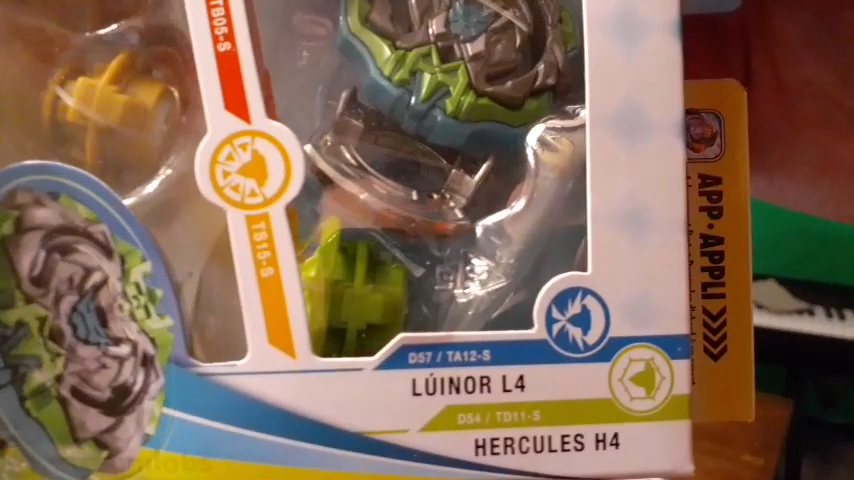 TB05-S
TS15-S
APP • APPLI
D57 / TA12-S
LÚINOR L4
D54 / TD11-S
HERCULES H4